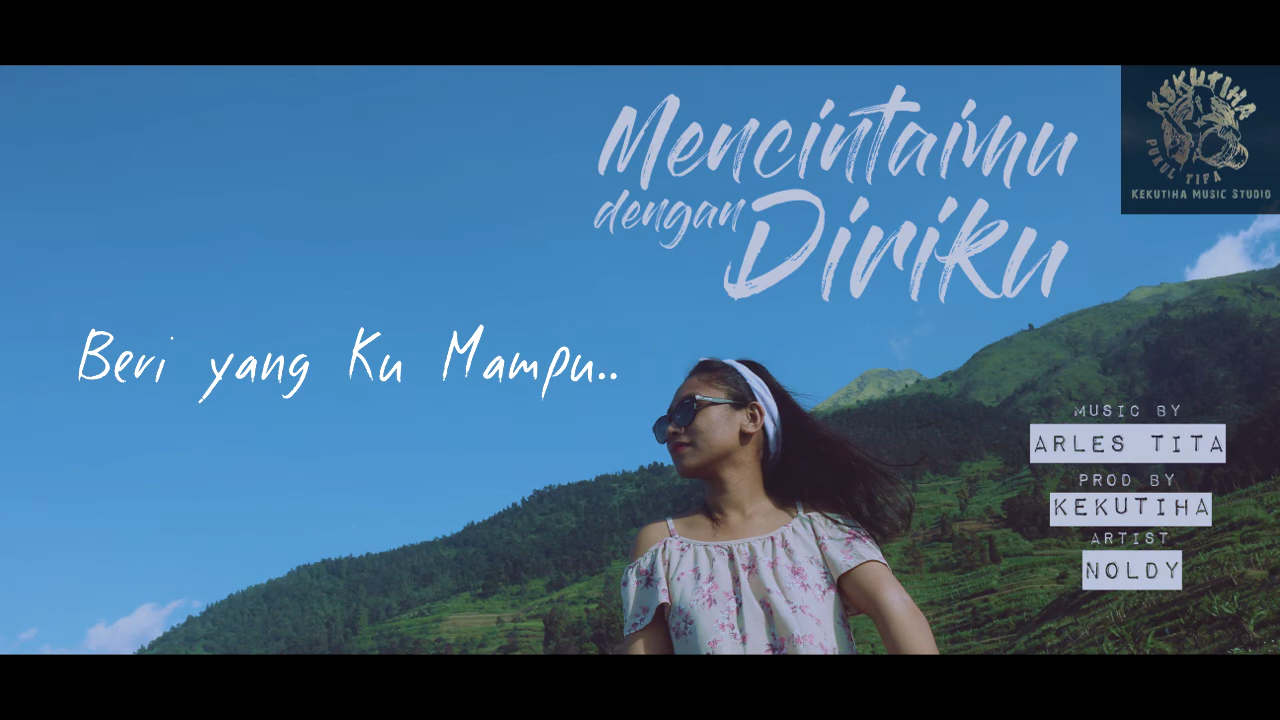 Mencintaimu
dengan Diriku
KEKUTIHA
PUKUL TIFA
KEKUTIHA MUSIC STUDIO
Beri yang Ku Mampu..
MUSIC BY
ARLES TITA
PROD BY
KEKUTIHA
ARTIST
NOLDY